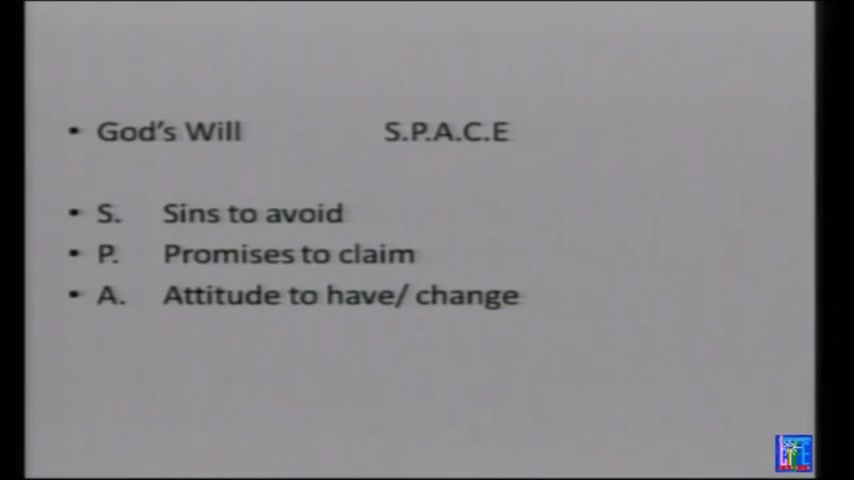 • God's Will S.P.A.C.E
• S. Sins to avoid
• P. Promises to claim
• A. Attitude to have/ change